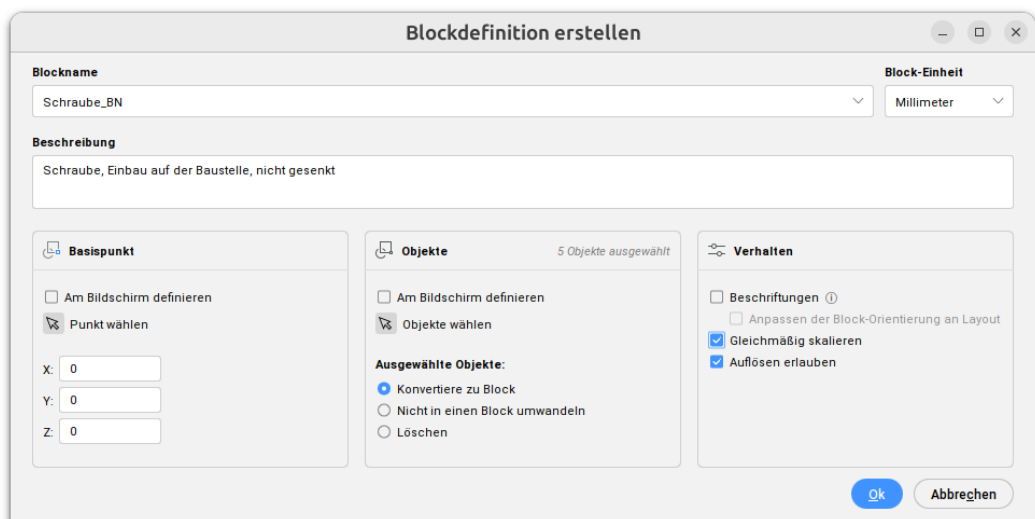 Blockdefinition erstellen
Blockname
Block-Einheit
Schraube_BN
Millimeter
Beschreibung
Schraube, Einbau auf der Baustelle, nicht gesenkt
Basispunkt
Am Bildschirm definieren
Punkt wählen
X: 0
Y: 0
Z: 0
Objekte
5 Objekte ausgewählt
Am Bildschirm definieren
Objekte wählen
Ausgewählte Objekte:
Konvertiere zu Block
Nicht in einen Block umwandeln
Löschen
Verhalten
Beschriftungen
Anpassen der Block-Orientierung an Layout
Gleichmäßig skalieren
Auflösen erlauben
Ok
Abbrechen